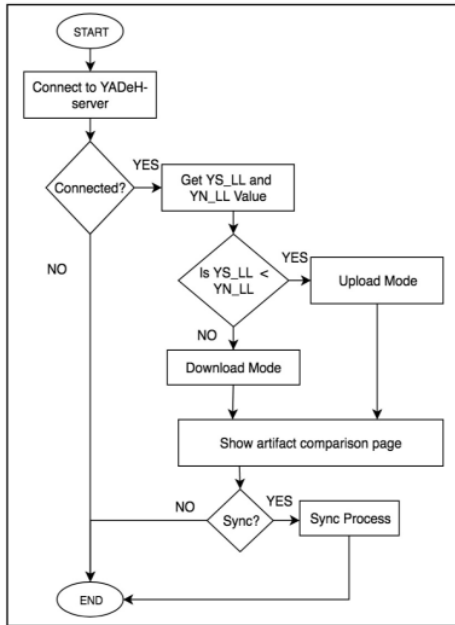 START
Connect to YADeH-
server
Connected?
YES
Get YS_LL and
YN_LL Value
NO
Is YS_LL <
YN_LL
YES
Upload Mode
NO
Download Mode
Show artifact comparison page
NO
Sync?
YES
Sync Process
END